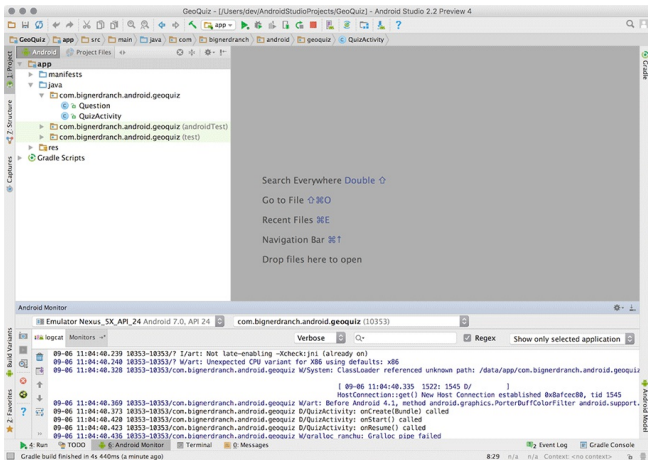 GeoQuiz - [/Users/dev/AndroidStudioProjects/GeoQuiz] - Android Studio 2.2 Preview 4
app
GeoQuiz app src main java com bignerdranch android geoquiz QuizActivity
Android Project Files
app
manifests
java
com.bignerdranch.android.geoquiz
Question
QuizActivity
com.bignerdranch.android.geoquiz (androidTest)
com.bignerdranch.android.geoquiz (test)
res
Gradle Scripts
1: Project
Z: Structure
Captures
Build Variants
2: Favorites
Gradle
Android Model
Search Everywhere Double ⇧
Go to File ⇧⌘O
Recent Files ⌘E
Navigation Bar ⌘↑
Drop files here to open
Android Monitor
Emulator Nexus_5X_API_24 Android 7.0, API 24 com.bignerdranch.android.geoquiz (10353)
logcat Monitors Verbose Regex Show only selected application
09-06 11:04:40.239 10353-10353/? I/art: Not late-enabling -Xcheck:jni (already on)
09-06 11:04:40.240 10353-10353/? W/art: Unexpected CPU variant for X86 using defaults: x86
09-06 11:04:40.328 10353-10353/com.bignerdranch.android.geoquiz W/System: ClassLoader referenced unknown path: /data/app/com.bignerdranch.android.geoquiz
[ 09-06 11:04:40.335 1522: 1545 D/ ]
HostConnection::get() New Host Connection established 0x8afcec80, tid 1545
09-06 11:04:40.369 10353-10353/com.bignerdranch.android.geoquiz W/art: Before Android 4.1, method android.graphics.PorterDuffColorFilter android.support.
09-06 11:04:40.373 10353-10353/com.bignerdranch.android.geoquiz D/QuizActivity: onCreate(Bundle) called
09-06 11:04:40.420 10353-10353/com.bignerdranch.android.geoquiz D/QuizActivity: onStart() called
09-06 11:04:40.423 10353-10353/com.bignerdranch.android.geoquiz D/QuizActivity: onResume() called
09-06 11:04:40.436 10353-10353/com.bignerdranch.android.geoquiz W/gralloc_ranchu: Gralloc pipe failed
4: Run TODO 6: Android Monitor Terminal 0: Messages Event Log Gradle Console
Gradle build finished in 4s 440ms (a minute ago) 8:29 n/a n/a Context: <no context>